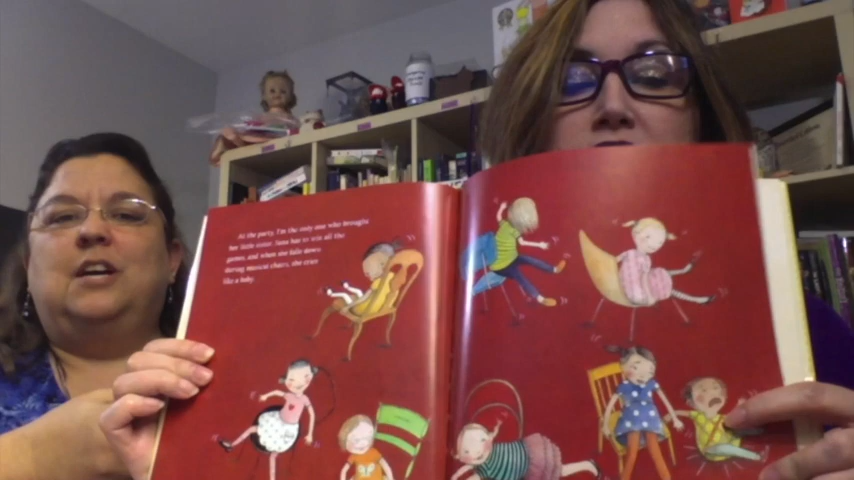 At the party, I'm the only one who brought
her little sister. Sana has to win all the
games, and when she falls down
during musical chairs, she cries
like a baby.